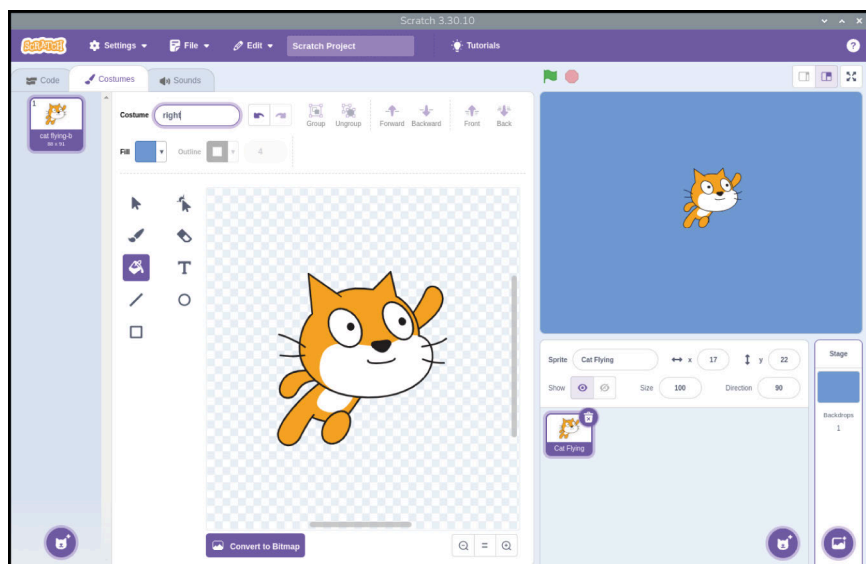 Scratch 3.30.10
SCRATCH Settings File Edit Scratch Project Tutorials ?
Code Costumes Sounds
1
cat flying-b
88 x 91
Costume right Group Ungroup Forward Backward Front Back
Fill Outline 4
T
Convert to Bitmap
=
Sprite Cat Flying x 17 y 22
Show Size 100 Direction 90
Cat Flying
Stage
Backdrops
1